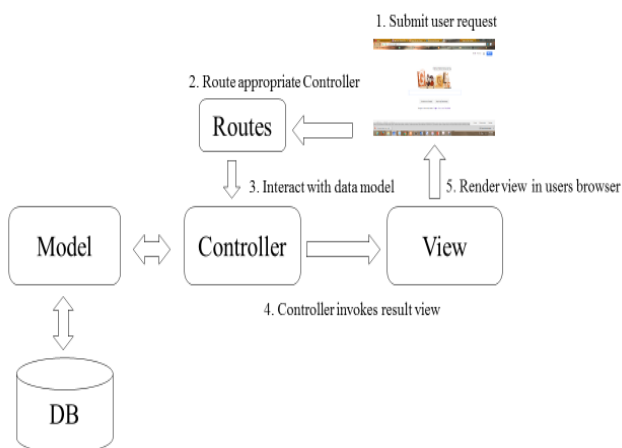 1. Submit user request
2. Route appropriate Controller
Routes
3. Interact with data model
5. Render view in users browser
Model
Controller
View
4. Controller invokes result view
DB